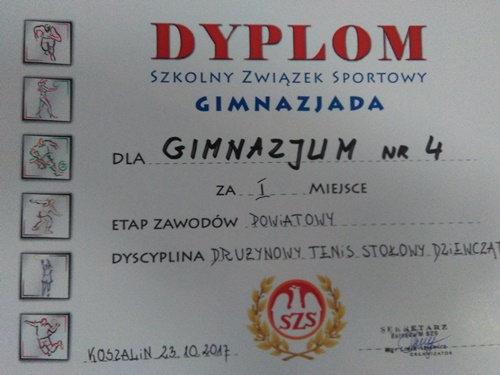 DYPLOM
SZKOLNY ZWIĄZEK SPORTOWY
GIMNAZJADA
DLA GIMNAZJUM NR 4
ZA I MIEJSCE
ETAP ZAWODÓW POWIATOWY
DYSCYPLINA DRUŻYNOWY TENIS STOŁOWY DZIEWCZĄT
SZS
SEKRETARZ
ORGANIZATOR
KOSZALIN 23.10.2017